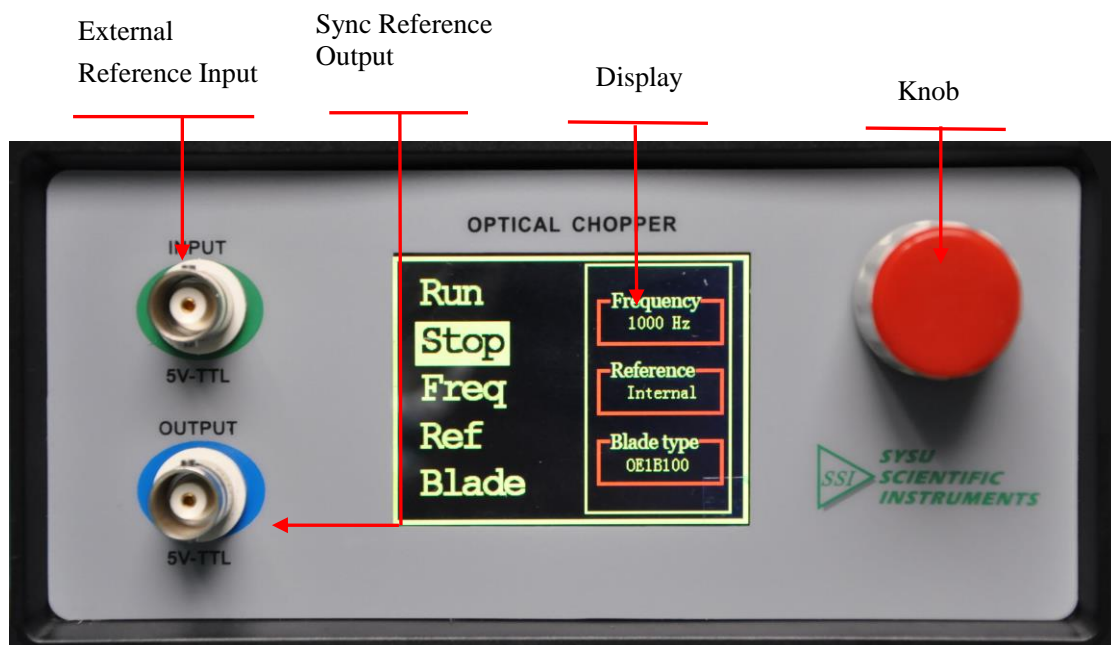 External
Reference Input
Sync Reference
Output
Display
Knob
OPTICAL CHOPPER
INPUT
5V-TTL
OUTPUT
5V-TTL
Run
Stop
Freq
Ref
Blade
Frequency
1000 Hz
Reference
Internal
Blade type
OE1B100
SSI
SYSU
SCIENTIFIC
INSTRUMENTS